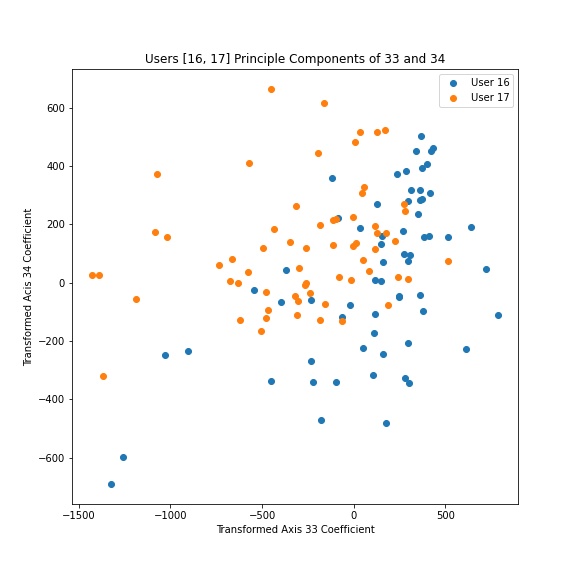 Users [16, 17] Principle Components of 33 and 34
User 16
User 17
600
400
200
0
−200
−400
−600
Transformed Acis 34 Coefficient
−1500
−1000
−500
0
500
Transformed Axis 33 Coefficient